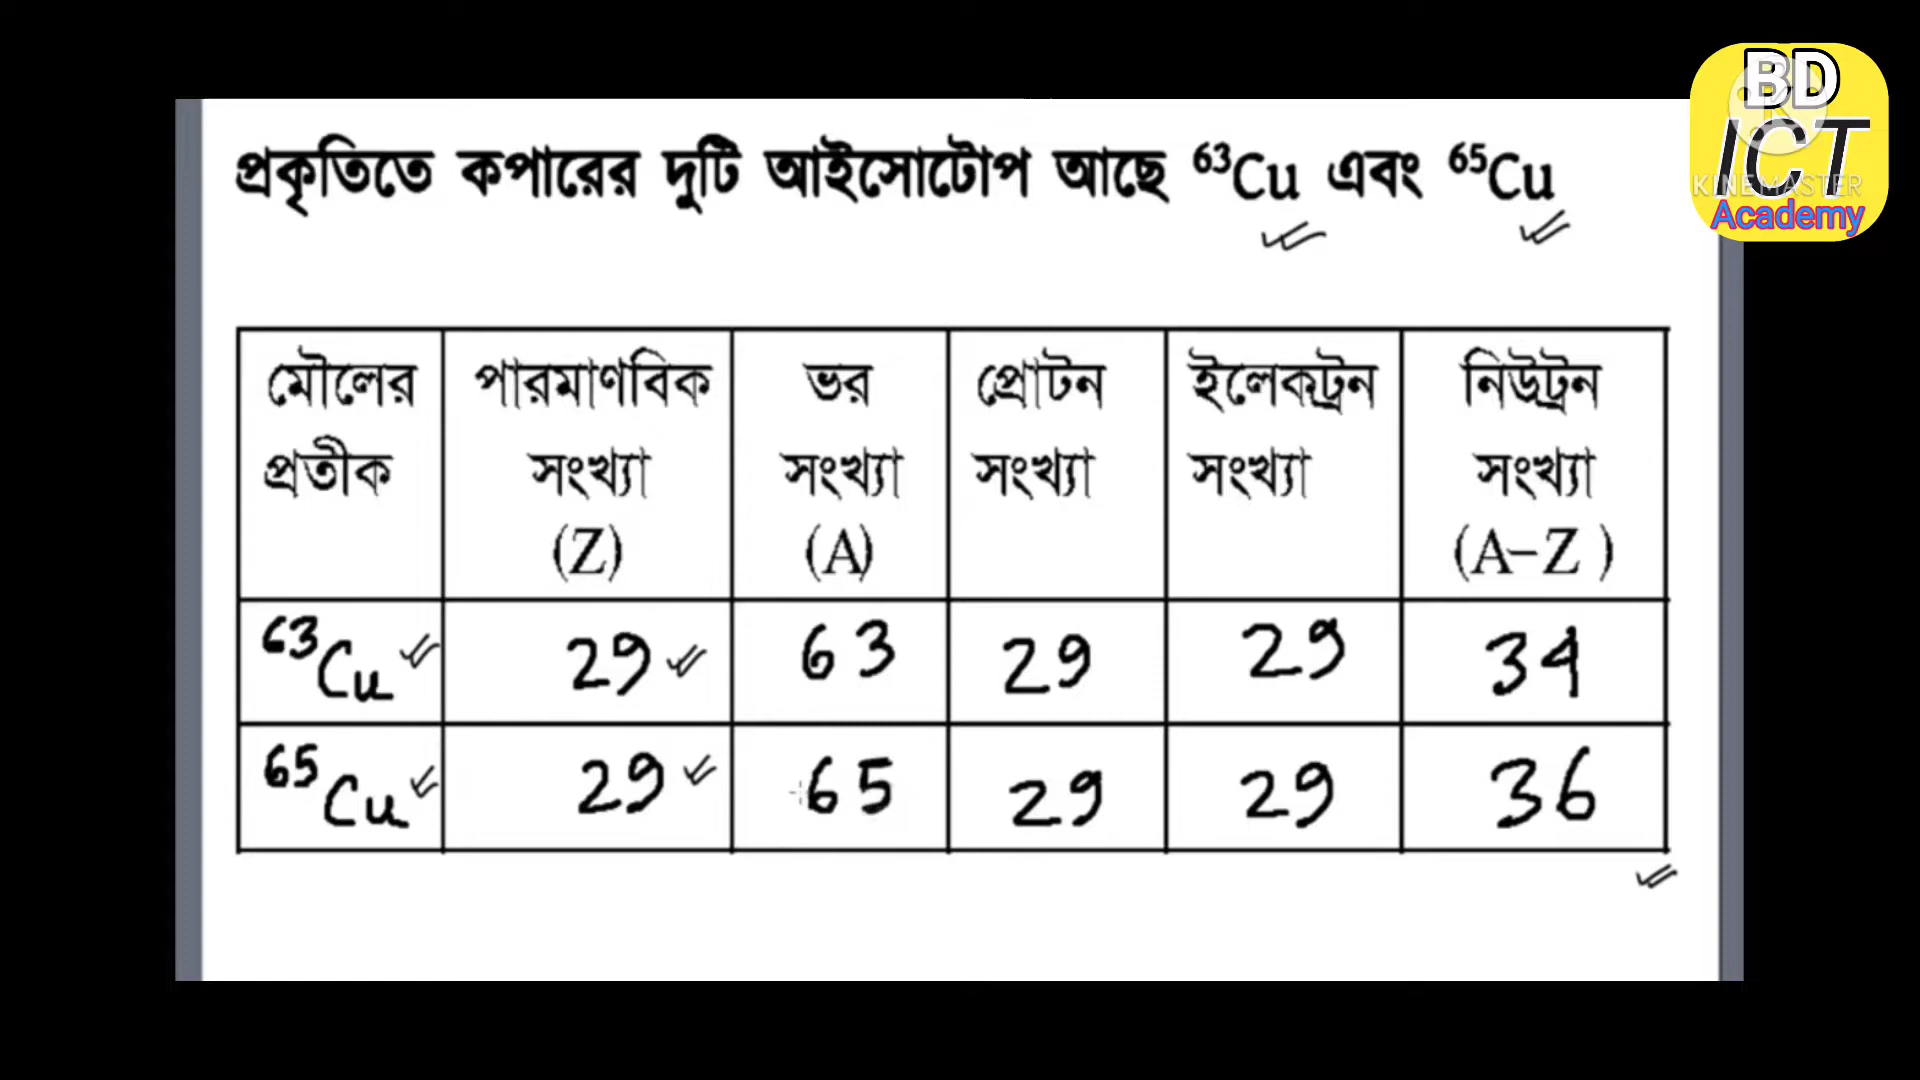 BD
ICT
KINEMASTER
Academy
প্রকৃতিতে কপারের দুটি আইসোটোপ আছে ⁶³Cu এবং ⁶⁵Cu
মৌলের প্রতীক
পারমাণবিক সংখ্যা (Z)
ভর সংখ্যা (A)
প্রোটন সংখ্যা
ইলেকট্রন সংখ্যা
নিউট্রন সংখ্যা (A–Z )
⁶³Cu 29 63 29 29 34
⁶⁵Cu 29 65 29 29 36